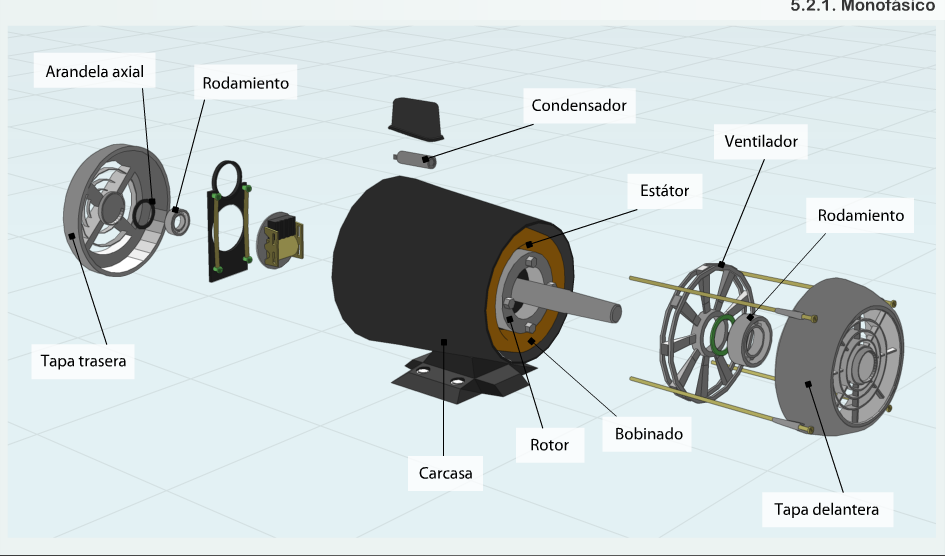 5.2.1. Monofásico
Arandela axial
Rodamiento
Condensador
Ventilador
Estátor
Rodamiento
Tapa trasera
Bobinado
Rotor
Carcasa
Tapa delantera